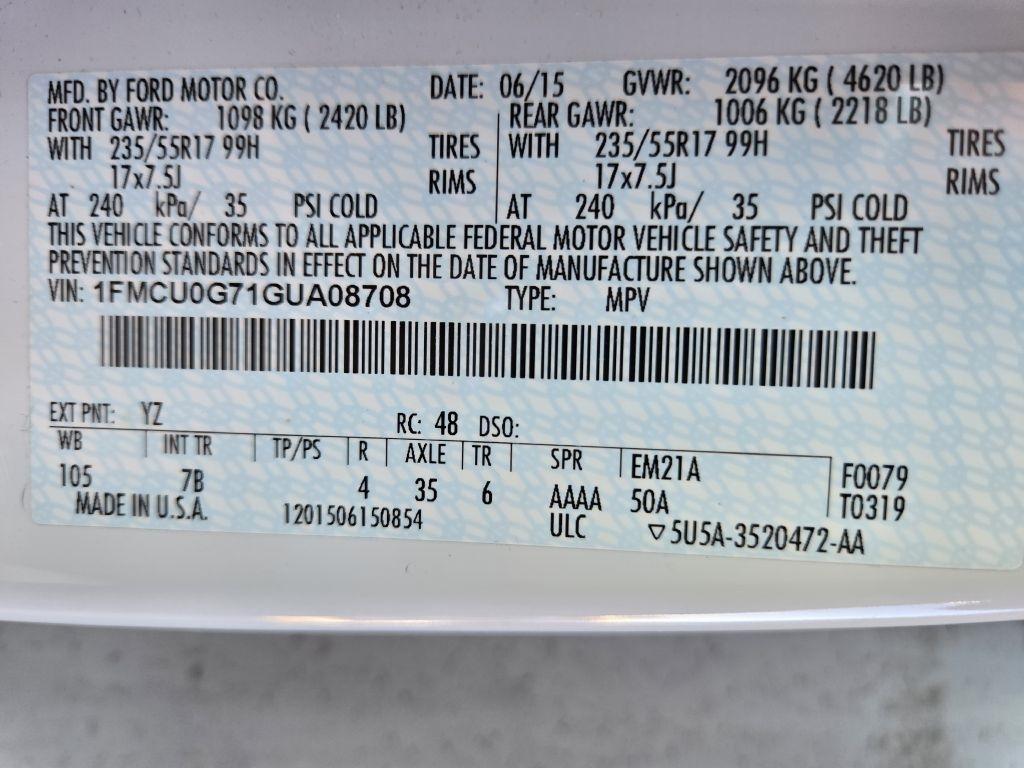 MFD. BY FORD MOTOR CO. DATE: 06/15 GVWR: 2096 KG ( 4620 LB)
FRONT GAWR: 1098 KG ( 2420 LB) REAR GAWR: 1006 KG ( 2218 LB)
WITH 235/55R17 99H TIRES WITH 235/55R17 99H TIRES
17x7.5J RIMS 17x7.5J RIMS
AT 240 kPa/ 35 PSI COLD AT 240 kPa/ 35 PSI COLD
THIS VEHICLE CONFORMS TO ALL APPLICABLE FEDERAL MOTOR VEHICLE SAFETY AND THEFT
PREVENTION STANDARDS IN EFFECT ON THE DATE OF MANUFACTURE SHOWN ABOVE.
VIN: 1FMCU0G71GUA08708 TYPE: MPV
EXT PNT: YZ RC: 48 DSO:
WB INT TR TP/PS R AXLE TR SPR EM21A F0079
105 7B 4 35 6 AAAA 50A T0319
MADE IN U.S.A. 1201506150854 ULC ▽5U5A-3520472-AA